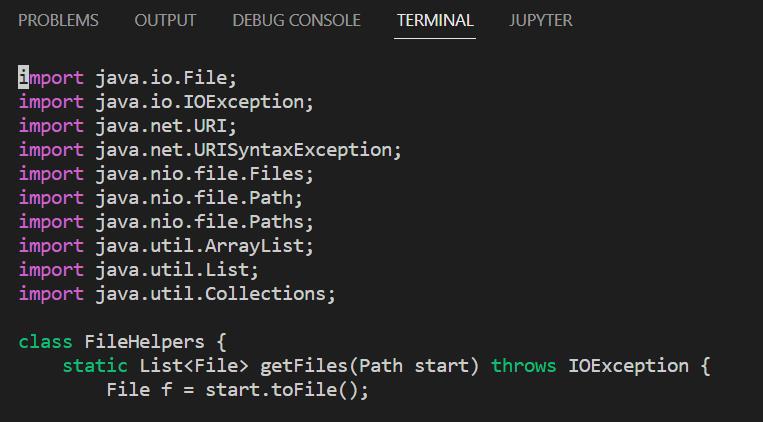 PROBLEMS OUTPUT DEBUG CONSOLE TERMINAL JUPYTER
import java.io.File;
import java.io.IOException;
import java.net.URI;
import java.net.URISyntaxException;
import java.nio.file.Files;
import java.nio.file.Path;
import java.nio.file.Paths;
import java.util.ArrayList;
import java.util.List;
import java.util.Collections;

class FileHelpers {
    static List<File> getFiles(Path start) throws IOException {
        File f = start.toFile();